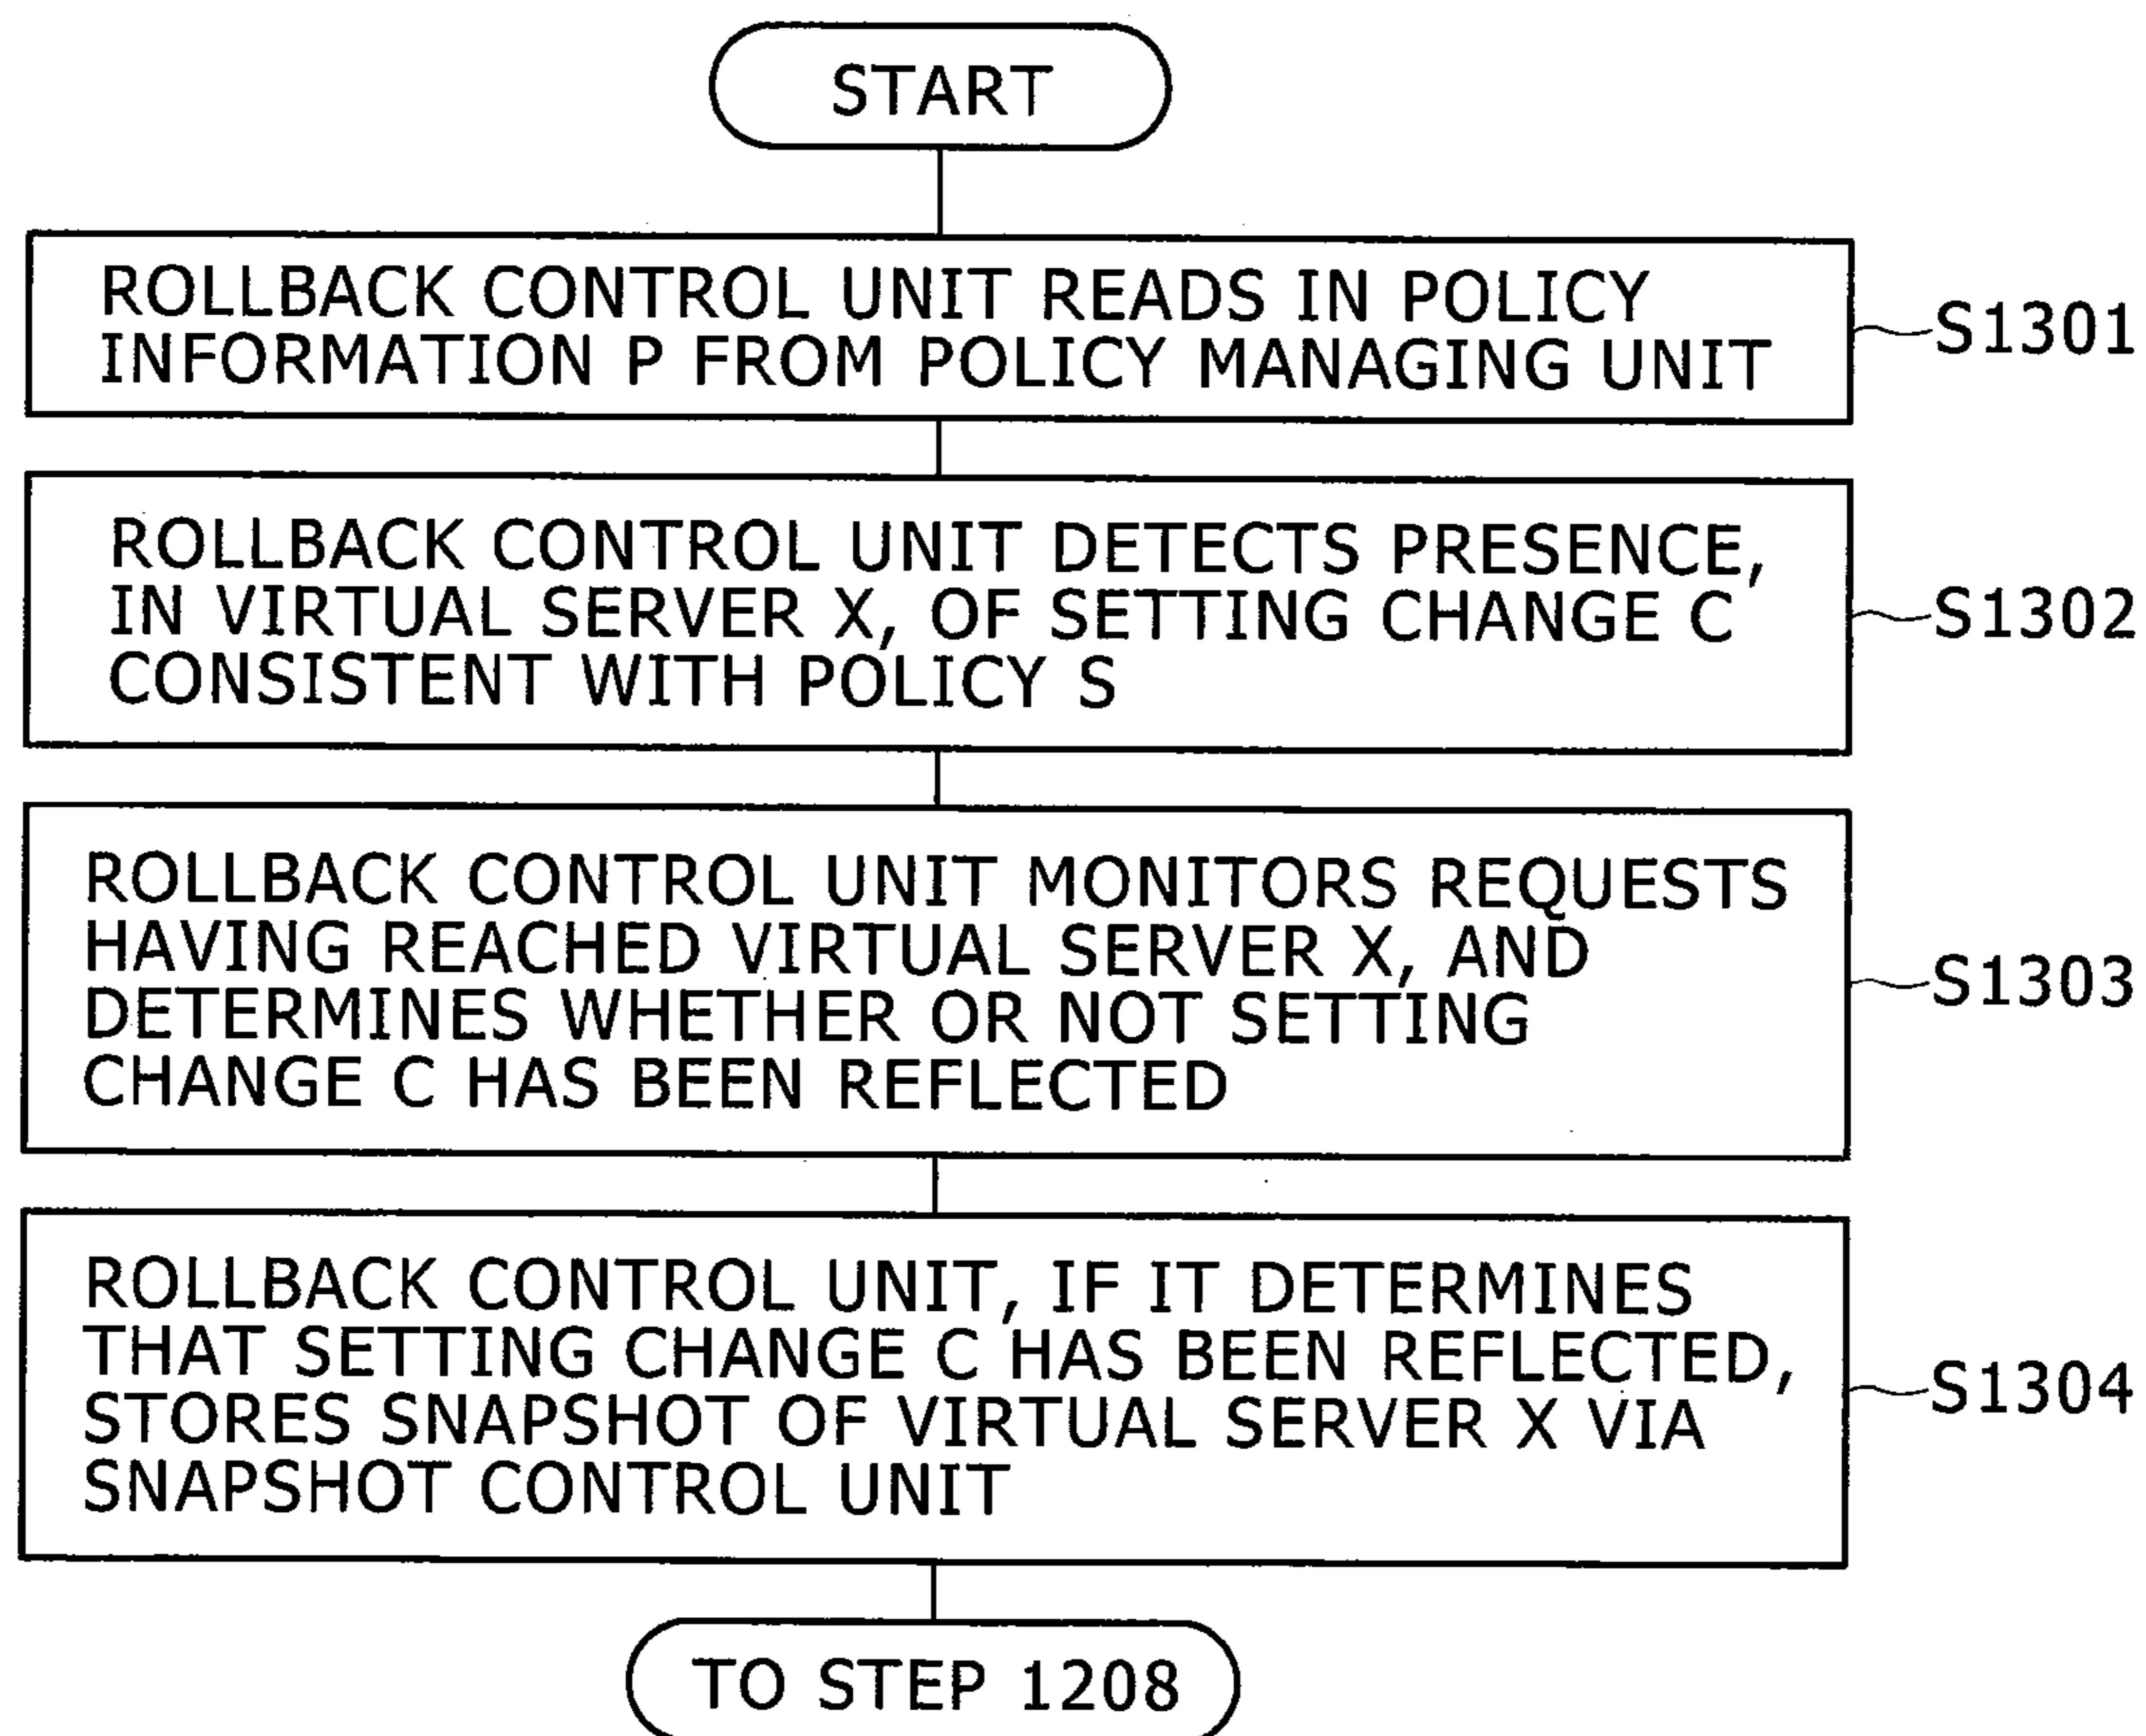 START
ROLLBACK CONTROL UNIT READS IN POLICY
INFORMATION P FROM POLICY MANAGING UNIT
S1301
ROLLBACK CONTROL UNIT DETECTS PRESENCE,
IN VIRTUAL SERVER X, OF SETTING CHANGE C
CONSISTENT WITH POLICY S
S1302
ROLLBACK CONTROL UNIT MONITORS REQUESTS
HAVING REACHED VIRTUAL SERVER X, AND
DETERMINES WHETHER OR NOT SETTING
CHANGE C HAS BEEN REFLECTED
S1303
ROLLBACK CONTROL UNIT, IF IT DETERMINES
THAT SETTING CHANGE C HAS BEEN REFLECTED,
STORES SNAPSHOT OF VIRTUAL SERVER X VIA
SNAPSHOT CONTROL UNIT
S1304
TO STEP 1208